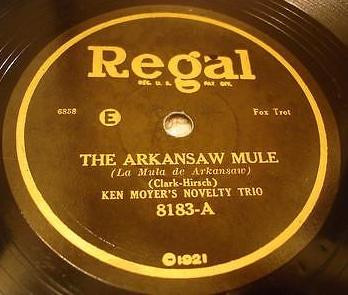 Regal
REG. U. S. PAT. OFF.
6858
E
Fox Trot
THE ARKANSAW MULE
(La Mula de Arkansaw)
(Clark-Hirsch)
KEN MOYER'S NOVELTY TRIO
8183-A
©1921